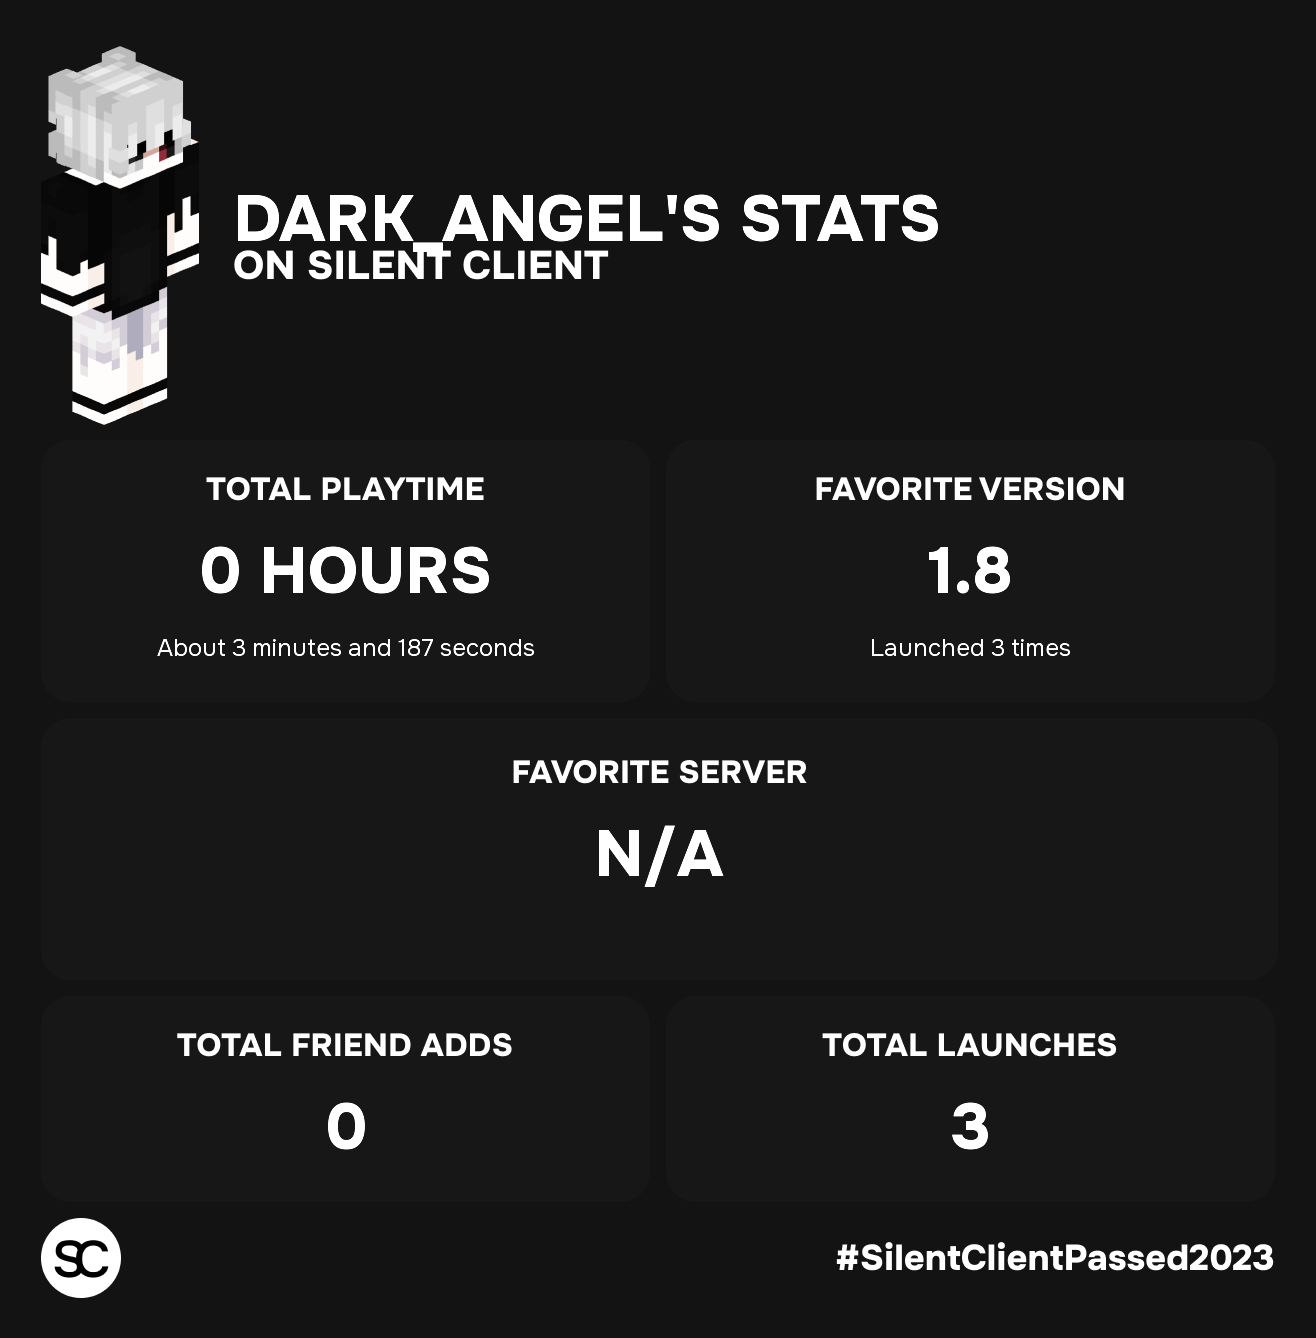 DARK_ANGEL'S STATS
ON SILENT CLIENT
TOTAL PLAYTIME
0 HOURS
About 3 minutes and 187 seconds
FAVORITE VERSION
1.8
Launched 3 times
FAVORITE SERVER
N/A
TOTAL FRIEND ADDS
0
TOTAL LAUNCHES
3
SC
#SilentClientPassed2023